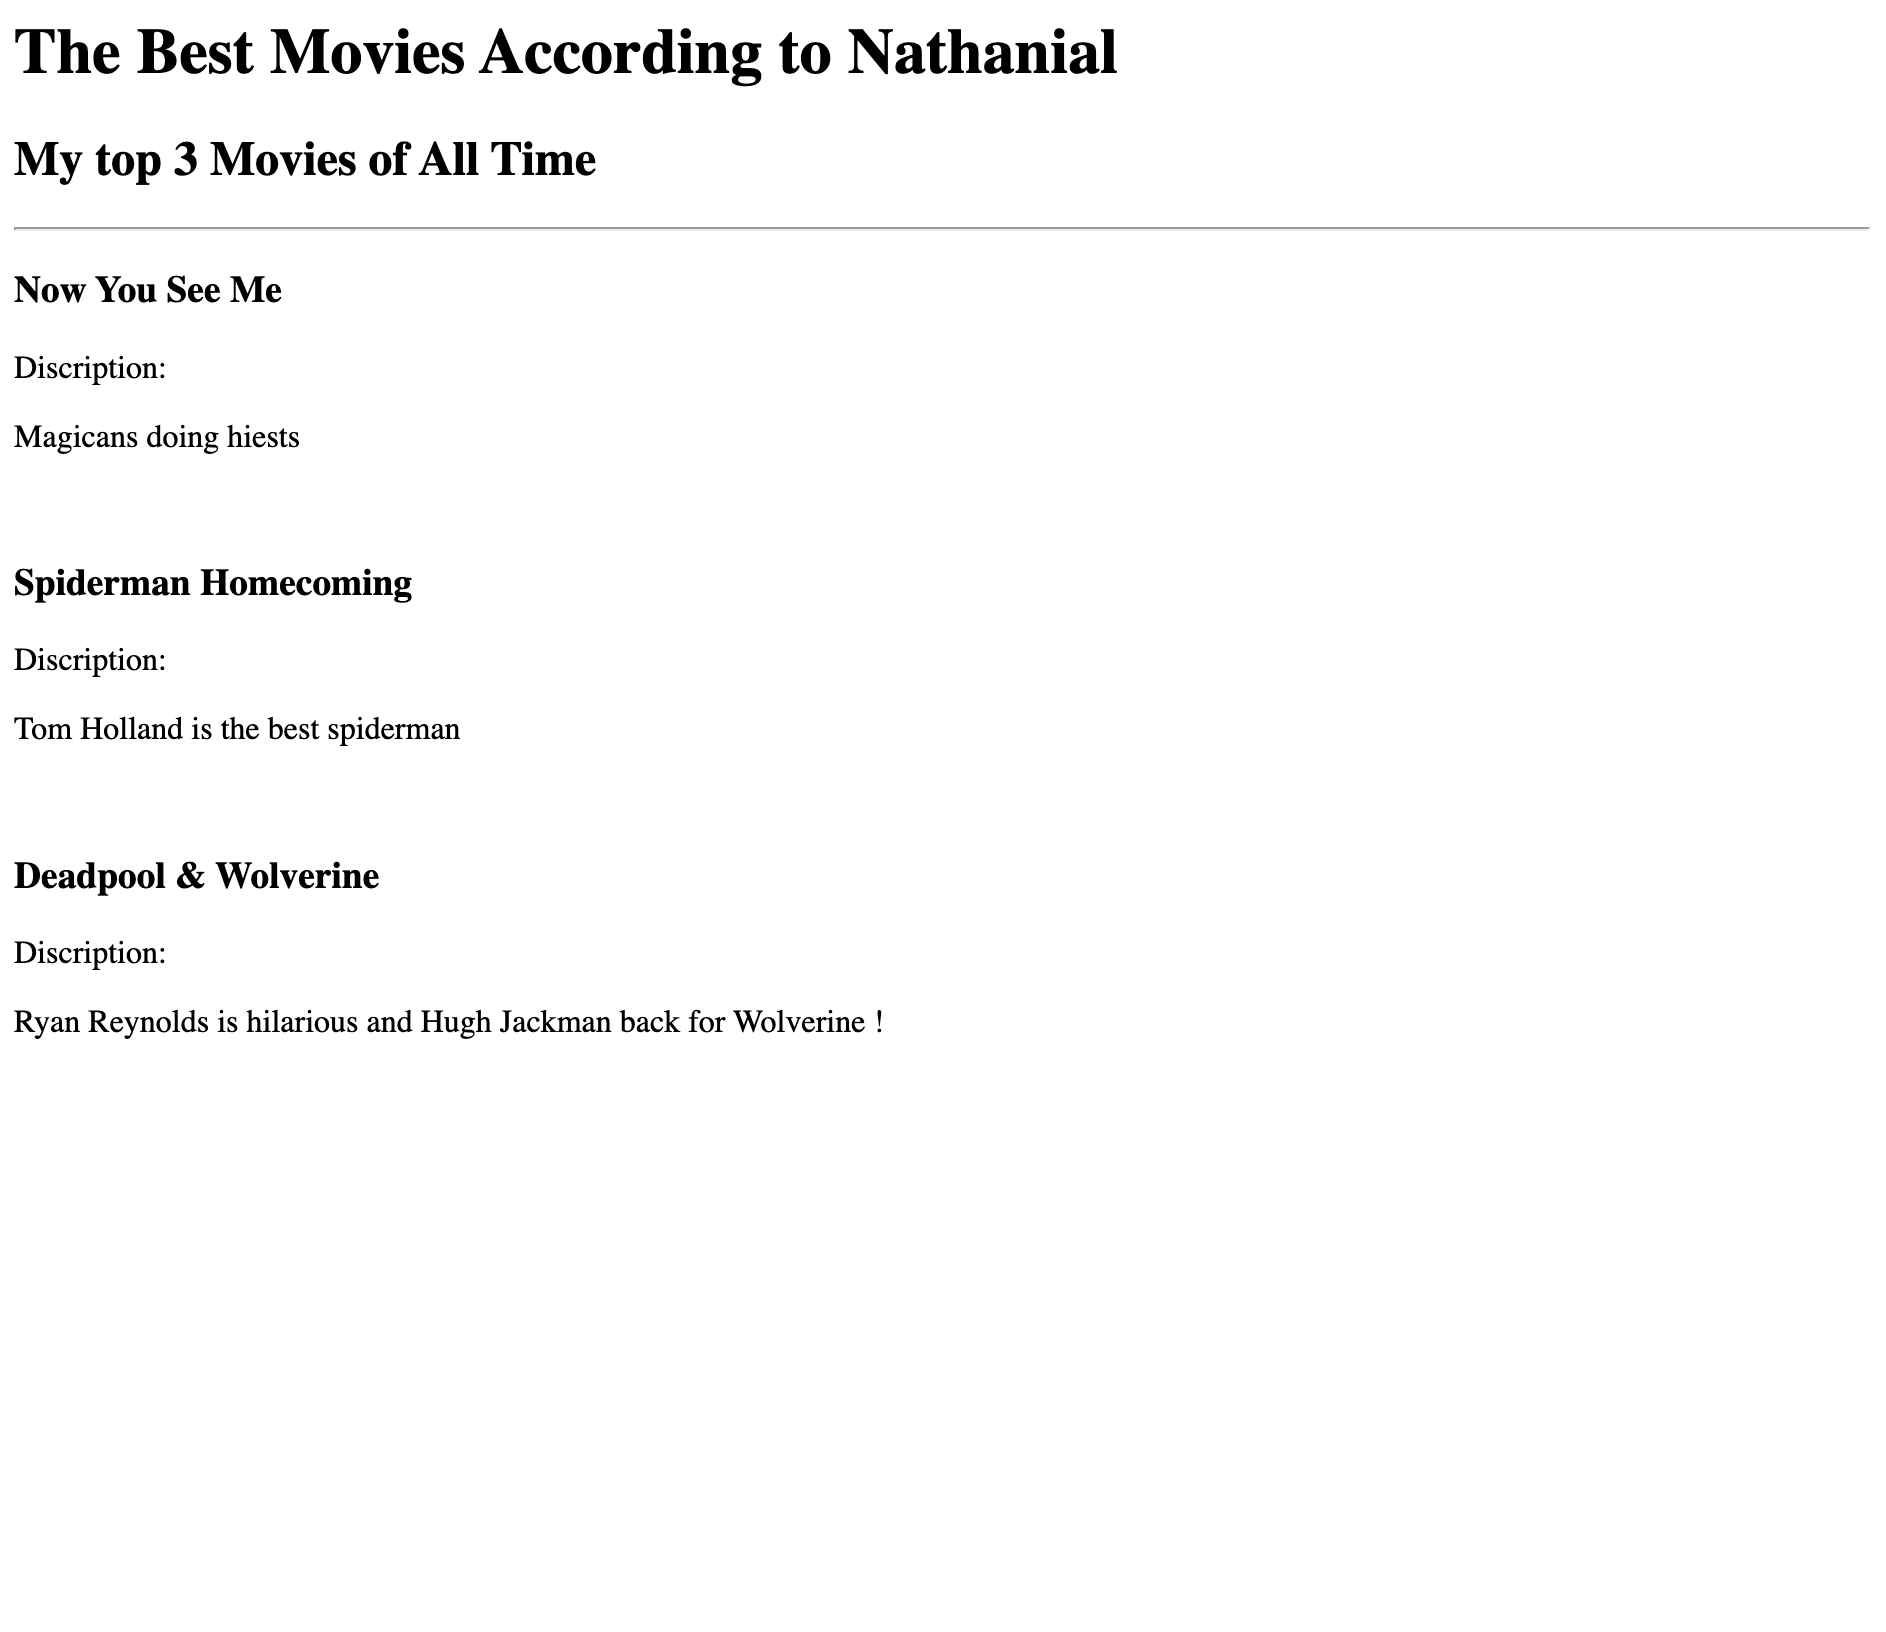 The Best Movies According to Nathanial
My top 3 Movies of All Time
Now You See Me
Discription:
Magicans doing hiests
Spiderman Homecoming
Discription:
Tom Holland is the best spiderman
Deadpool & Wolverine
Discription:
Ryan Reynolds is hilarious and Hugh Jackman back for Wolverine !